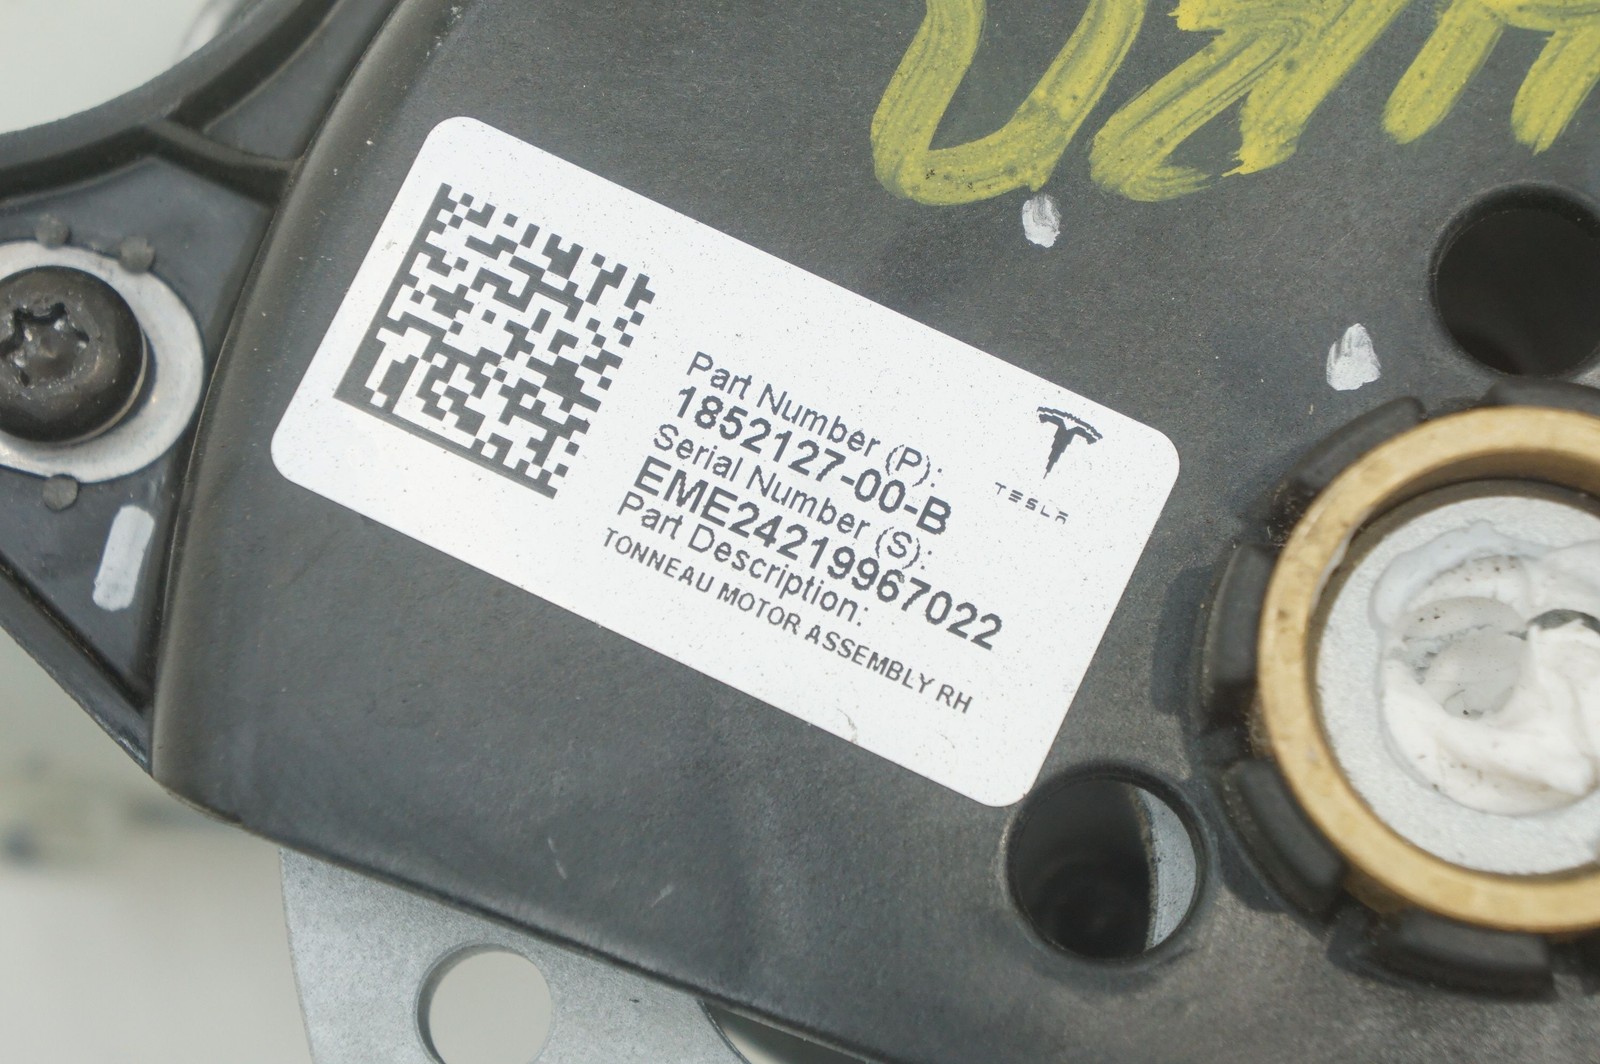 Part Number (P):
1852127-00-B
Serial Number (S):
EME24219967022
Part Description:
TONNEAU MOTOR ASSEMBLY RH
TESLA